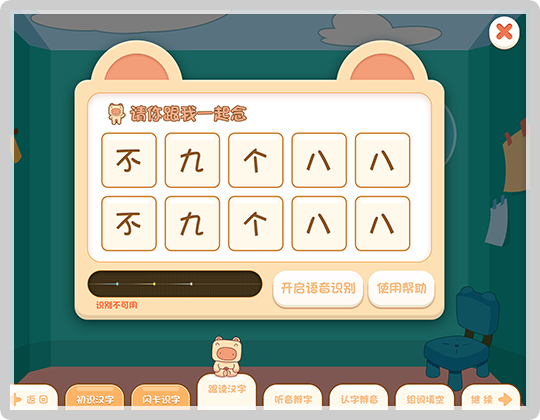 请你跟我一起念
不 九 个 八 八
不 九 个 八 八
开启语音识别 使用帮助
识别不可用
返回 初识汉字 闪卡识字 跟读汉字 听音辨字 认字辨音 组词填空 继续